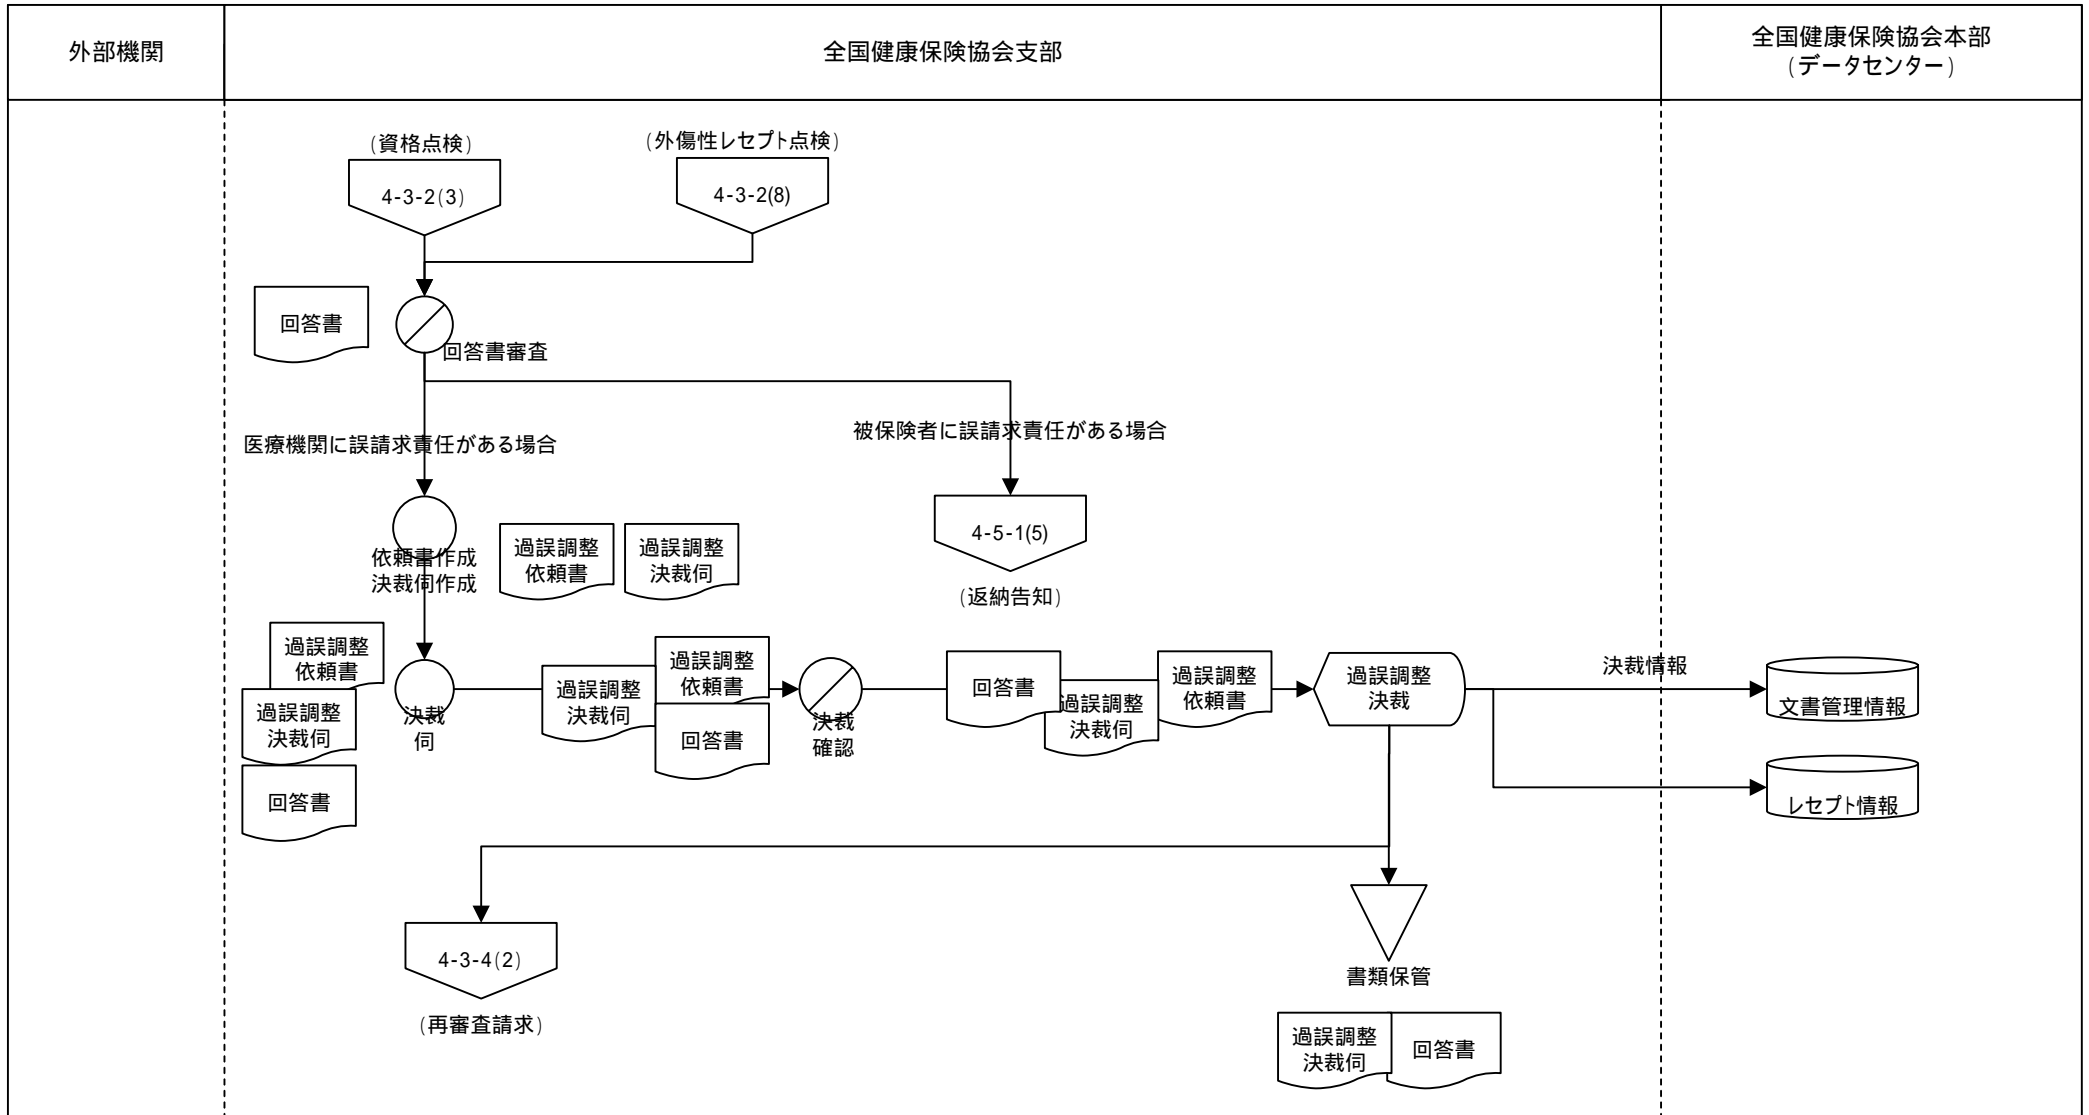 外部機関
全国健康保険協会支部
全国健康保険協会本部
(データセンター)
(資格点検)
(外傷性レセプト点検)
4-3-2(3)
4-3-2(8)
回答書
回答書審査
医療機関に誤請求責任がある場合
被保険者に誤請求責任がある場合
依頼書作成
決裁伺作成
過誤調整
依頼書
過誤調整
決裁伺
4-5-1(5)
(返納告知)
過誤調整
依頼書
過誤調整
決裁伺
回答書
決裁
伺
過誤調整
決裁伺
過誤調整
依頼書
回答書
決裁
確認
回答書
過誤調整
決裁伺
過誤調整
依頼書
過誤調整
決裁
決裁情報
文書管理情報
レセプト情報
4-3-4(2)
(再審査請求)
書類保管
過誤調整
決裁伺
回答書